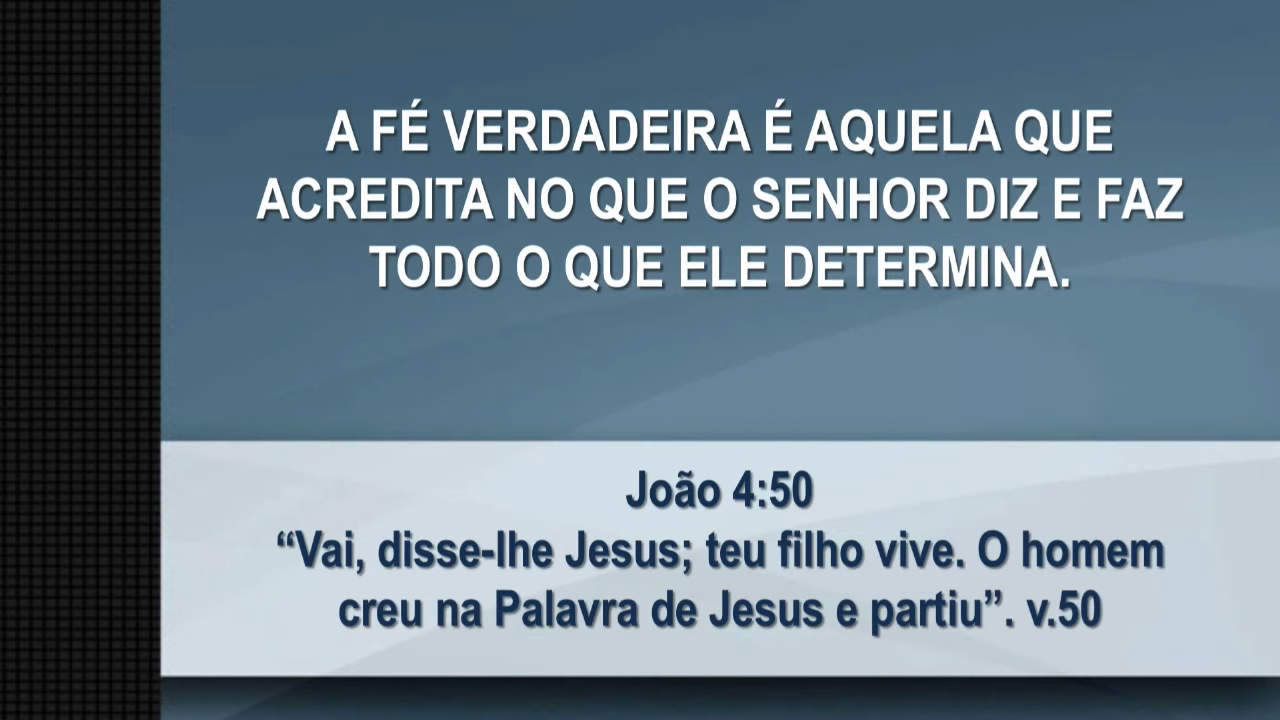 A FÉ VERDADEIRA É AQUELA QUE
ACREDITA NO QUE O SENHOR DIZ E FAZ
TODO O QUE ELE DETERMINA.
João 4:50
“Vai, disse-lhe Jesus; teu filho vive. O homem
creu na Palavra de Jesus e partiu”. v.50